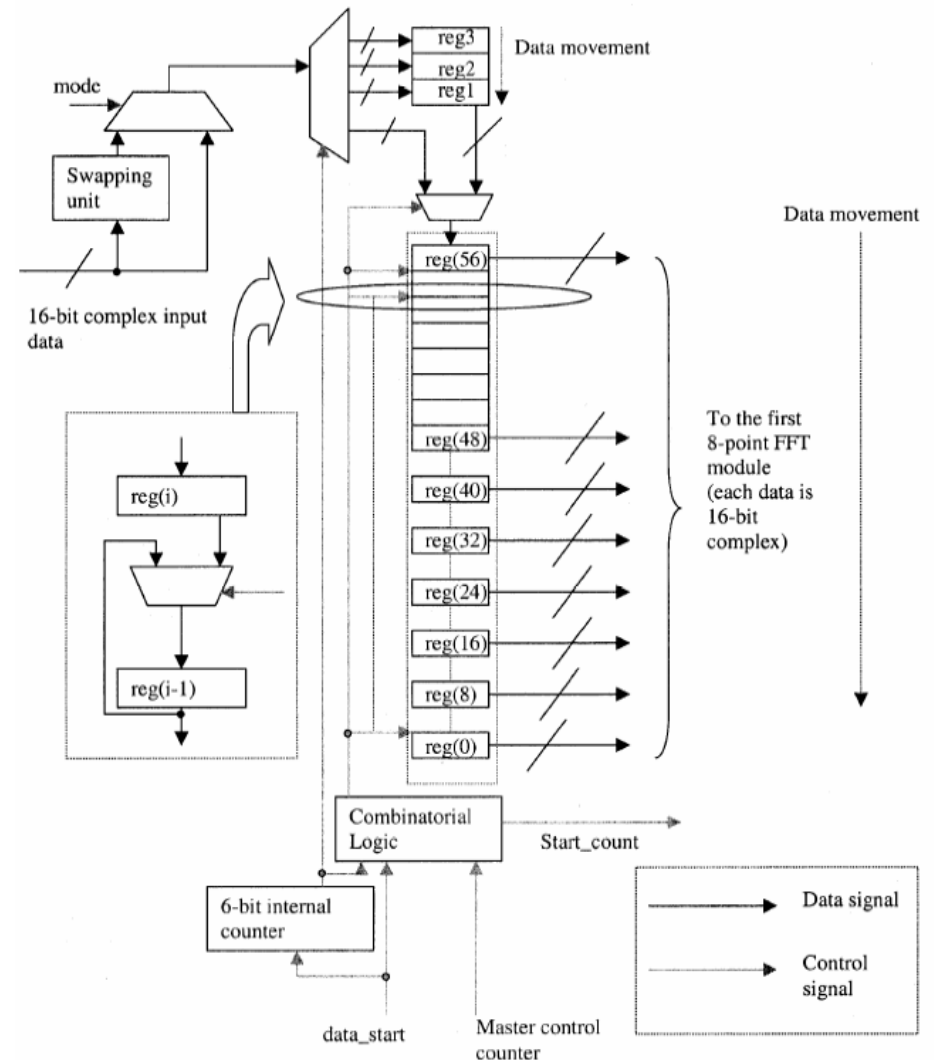 reg3
reg2
reg1
Data movement
mode
Swapping
unit
16-bit complex input
data
Data movement
reg(56)
reg(48)
reg(40)
reg(32)
reg(24)
reg(16)
reg(8)
reg(0)
To the first
8-point FFT
module
(each data is
16-bit
complex)
reg(i)
reg(i-1)
Combinatorial
Logic
Start_count
6-bit internal
counter
data_start
Master control
counter
Data signal
Control
signal